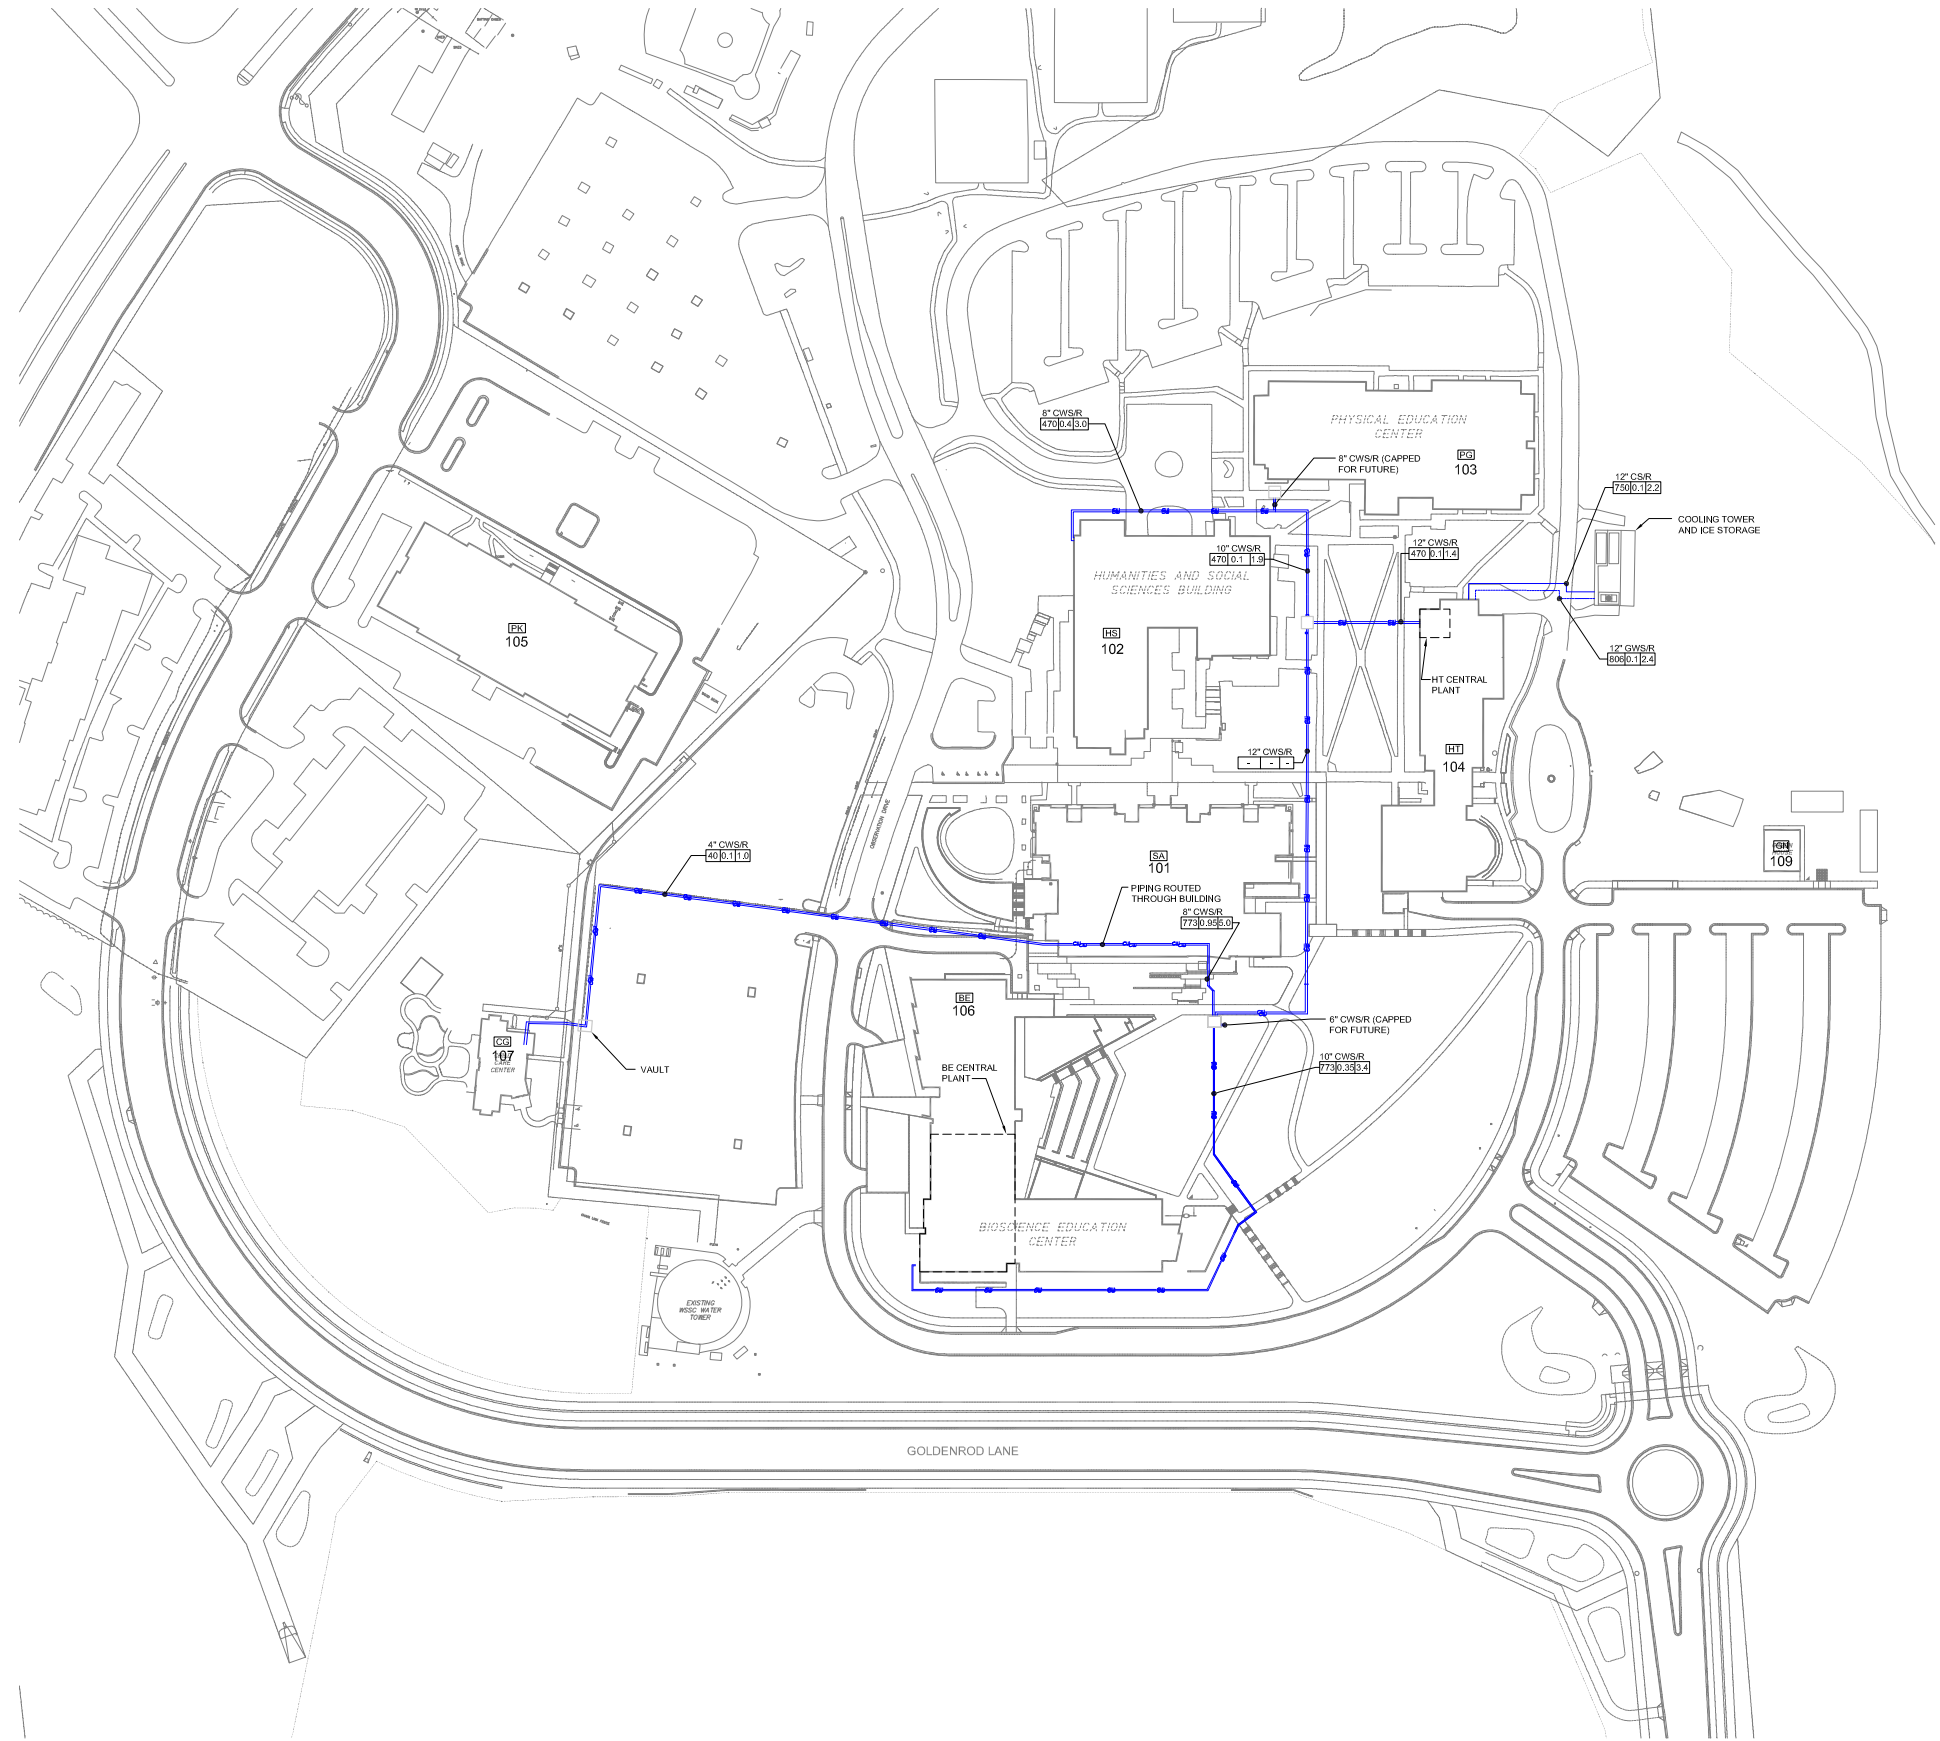 8" CWS/R
470 0.4 3.0
PHYSICAL EDUCATION
CENTER
PG
103
8" CWS/R (CAPPED
FOR FUTURE)
12" CS/R
750 0.1 2.2
COOLING TOWER
AND ICE STORAGE
10" CWS/R
470 0.1 1.9
12" CWS/R
470 0.1 1.4
HUMANITIES AND SOCIAL
SCIENCES BUILDING
HS
102
PK
105
12" GWS/R
806 0.1 2.4
HT CENTRAL
PLANT
HT
104
12" CWS/R
- - -
OBSERVATION DRIVE
4" CWS/R
40 0.1 1.0
SA
101
GN
109
PIPING ROUTED
THROUGH BUILDING
8" CWS/R
773 0.95 5.0
BE
106
6" CWS/R (CAPPED
FOR FUTURE)
CG
107
CARE
CENTER
VAULT
BE CENTRAL
PLANT
10" CWS/R
773 0.35 3.4
BIOSCIENCE EDUCATION
CENTER
EXISTING
WSSC WATER
TOWER
GOLDENROD LANE